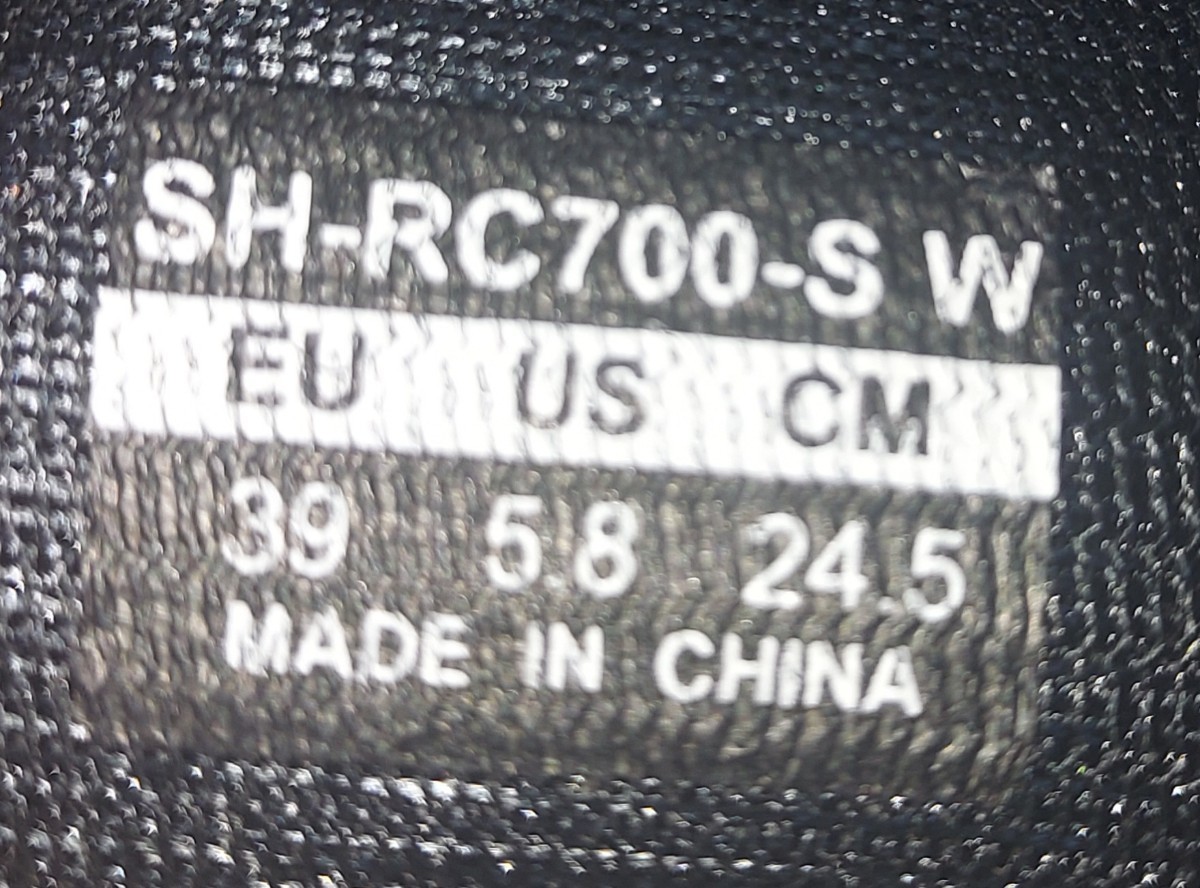 SH-RC700-S W
EU US CM
39 5.8 24.5
MADE IN CHINA